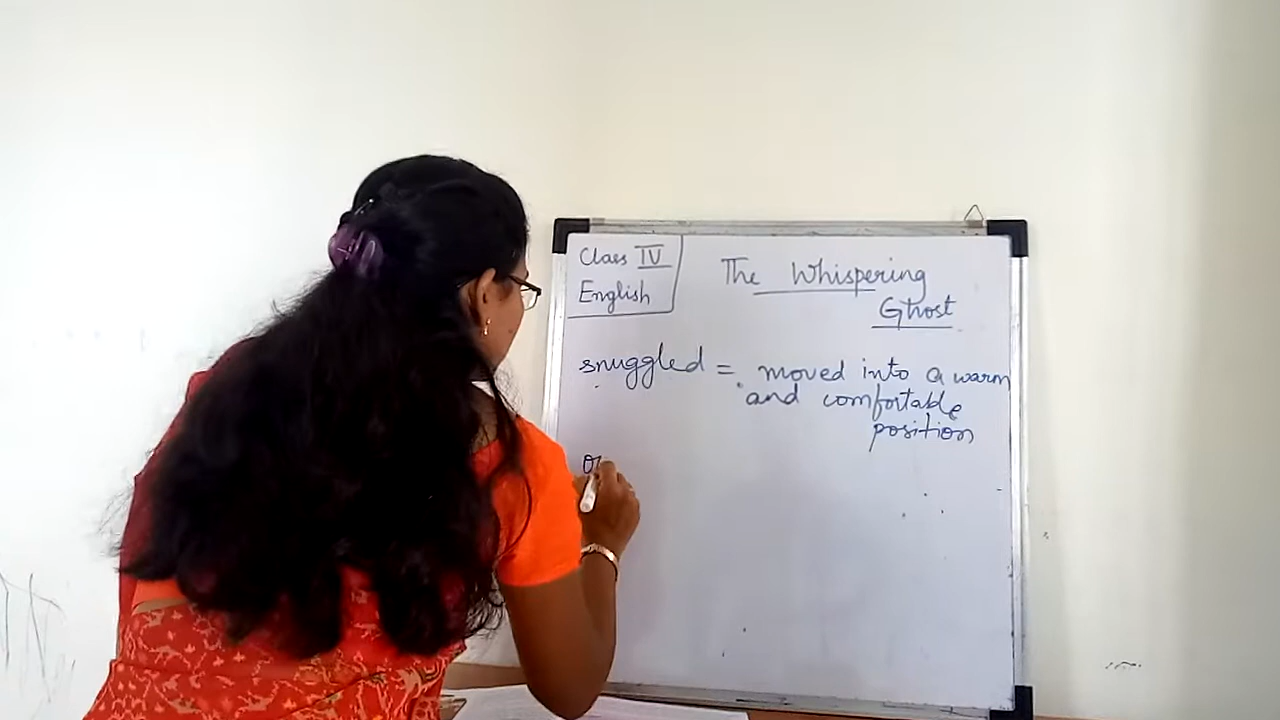 Class IV
English
The Whispering
Ghost
snuggled = moved into a warm
and comfortable
position